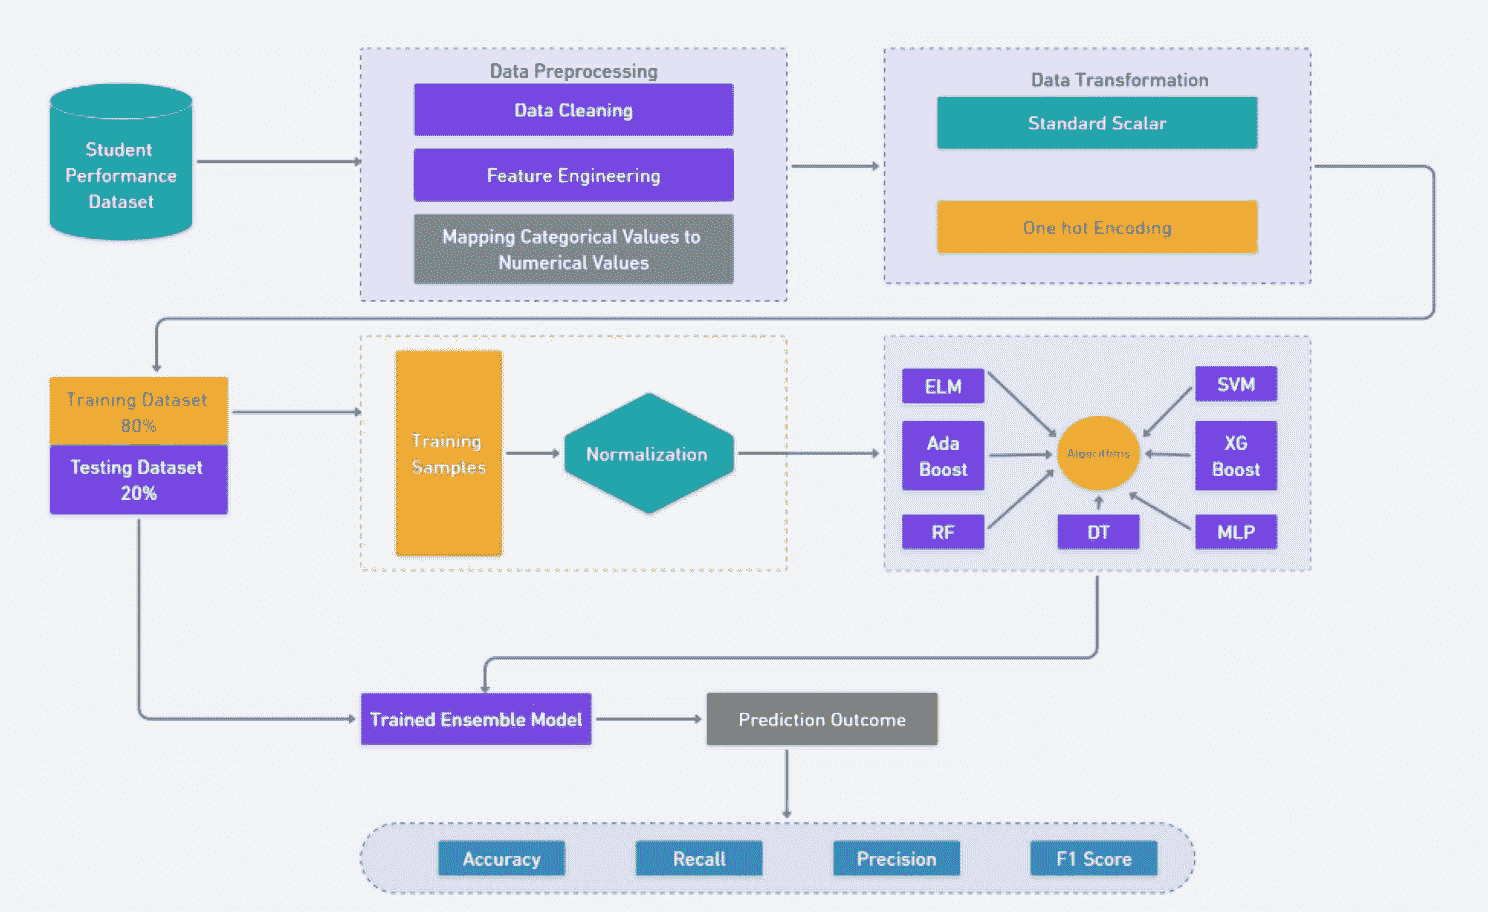 Student
Performance
Dataset
Data Preprocessing
Data Cleaning
Feature Engineering
Mapping Categorical Values to
Numerical Values
Data Transformation
Standard Scalar
One hot Encoding
Training Dataset
80%
Testing Dataset
20%
Training
Samples
Normalization
ELM
Ada
Boost
RF
Algorithms
DT
SVM
XG
Boost
MLP
Trained Ensemble Model
Prediction Outcome
Accuracy
Recall
Precision
F1 Score